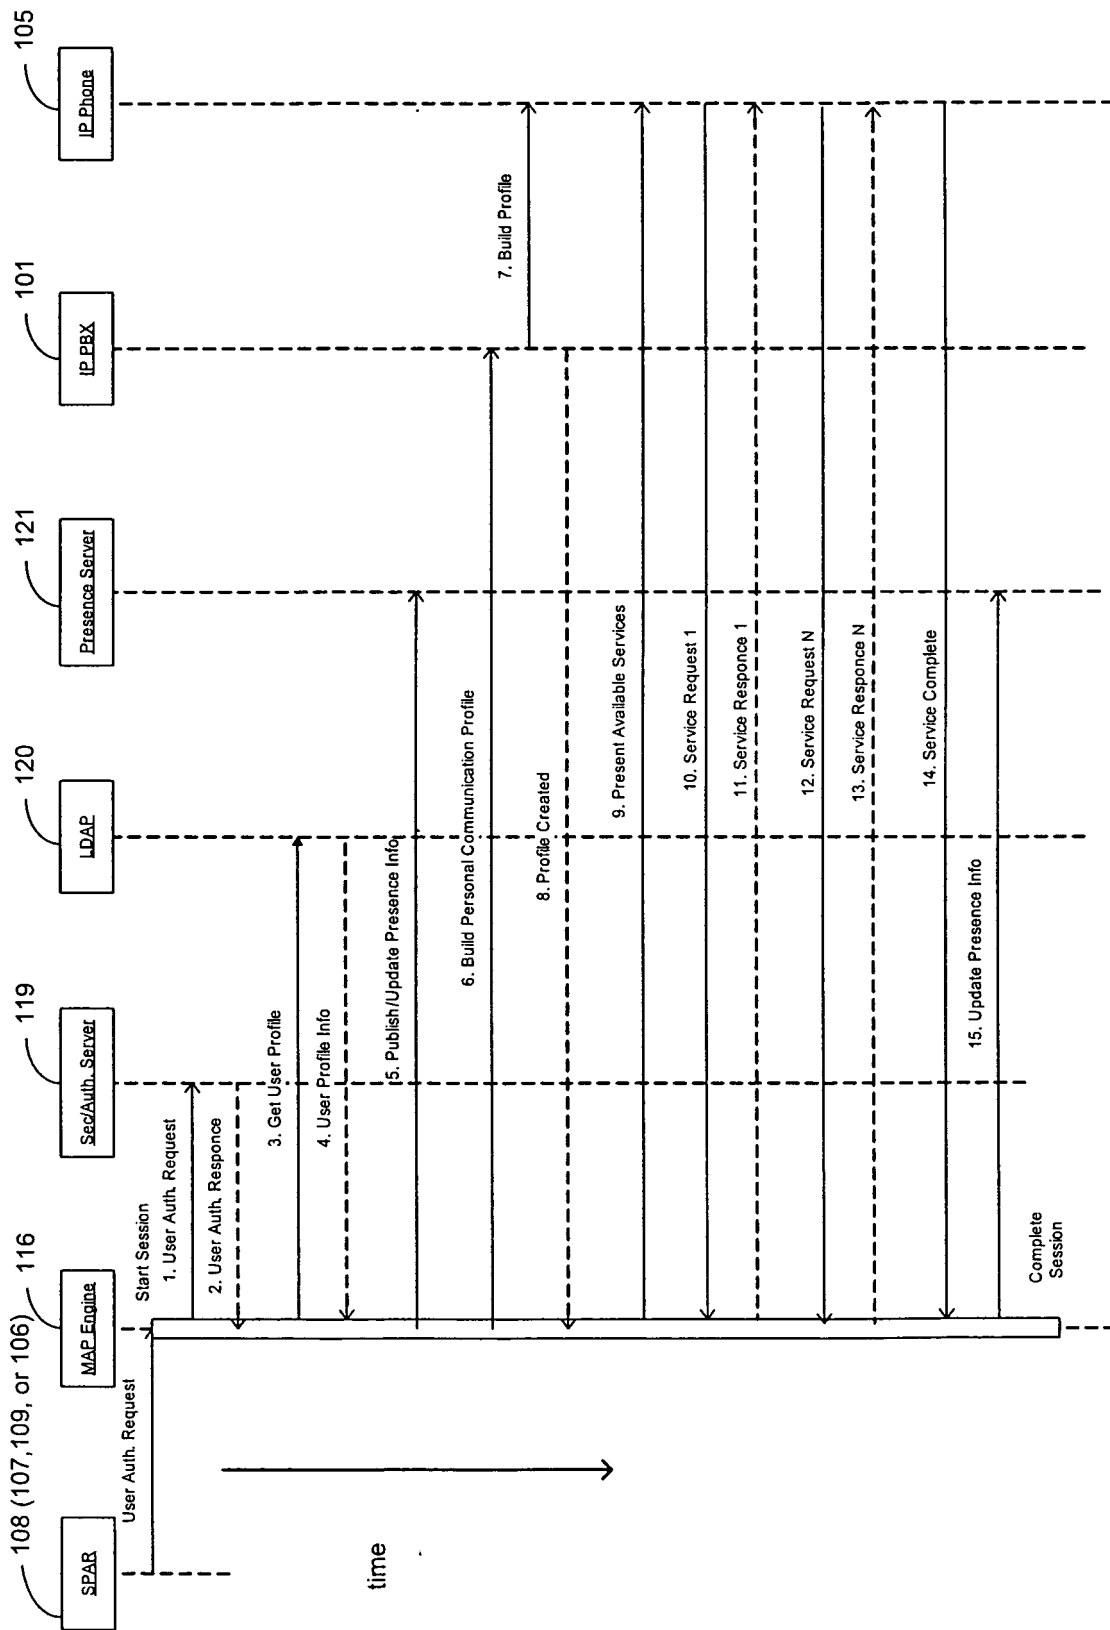 108 (107,109, or 106)
116
119
120
121
101
105
SPAR
MAP Engine
Sec/Auth. Server
LDAP
Presence Server
IP PBX
IP Phone
User Auth. Request
Start Session
1. User Auth. Request
2. User Auth. Responce
3. Get User Profile
4. User Profile Info
5. Publish/Update Presence Info
6. Build Personal Communication Profile
7. Build Profile
8. Profile Created
9. Present Available Services
10. Service Request 1
11. Service Responce 1
12. Service Request N
13. Service Responce N
14. Service Complete
15. Update Presence Info
Complete
Session
time